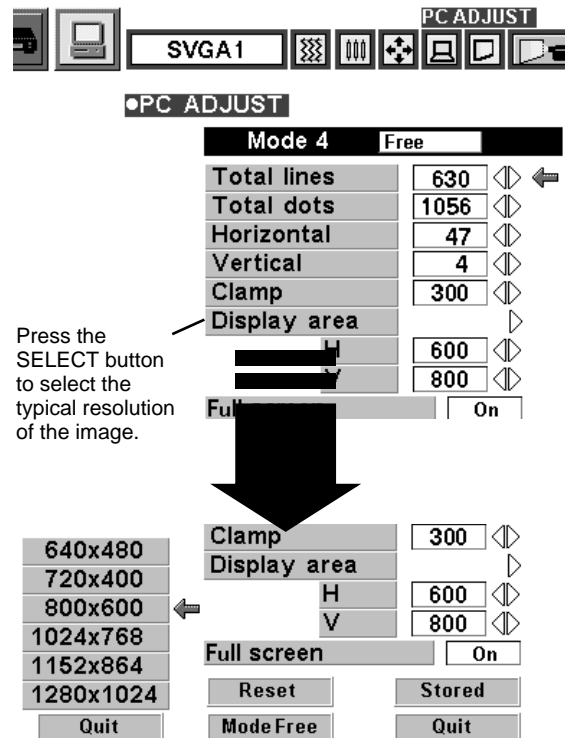 PC ADJUST
SVGA1
●PC ADJUST
Mode 4 Free
Total lines 630
Total dots 1056
Horizontal 47
Vertical 4
Clamp 300
Display area
H 600
V 800
Full screen On
Press the
SELECT button
to select the
typical resolution
of the image.
640x480
720x400
800x600
1024x768
1152x864
1280x1024
Quit
Clamp 300
Display area
H 600
V 800
Full screen On
Reset Stored
Mode Free Quit